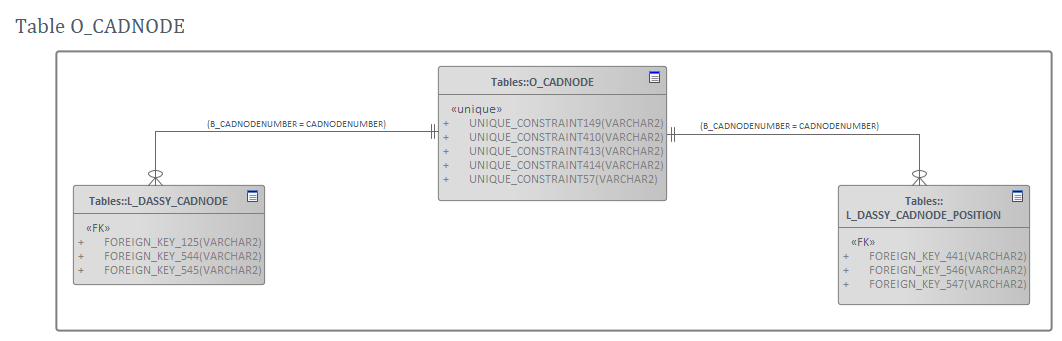 Table O_CADNODE
Tables::O_CADNODE
«unique»
+ UNIQUE_CONSTRAINT149(VARCHAR2)
+ UNIQUE_CONSTRAINT410(VARCHAR2)
+ UNIQUE_CONSTRAINT413(VARCHAR2)
+ UNIQUE_CONSTRAINT414(VARCHAR2)
+ UNIQUE_CONSTRAINT57(VARCHAR2)
(B_CADNODENUMBER = CADNODENUMBER)
(B_CADNODENUMBER = CADNODENUMBER)
Tables::L_DASSY_CADNODE
«FK»
+ FOREIGN_KEY_125(VARCHAR2)
+ FOREIGN_KEY_544(VARCHAR2)
+ FOREIGN_KEY_545(VARCHAR2)
Tables::
L_DASSY_CADNODE_POSITION
«FK»
+ FOREIGN_KEY_441(VARCHAR2)
+ FOREIGN_KEY_546(VARCHAR2)
+ FOREIGN_KEY_547(VARCHAR2)